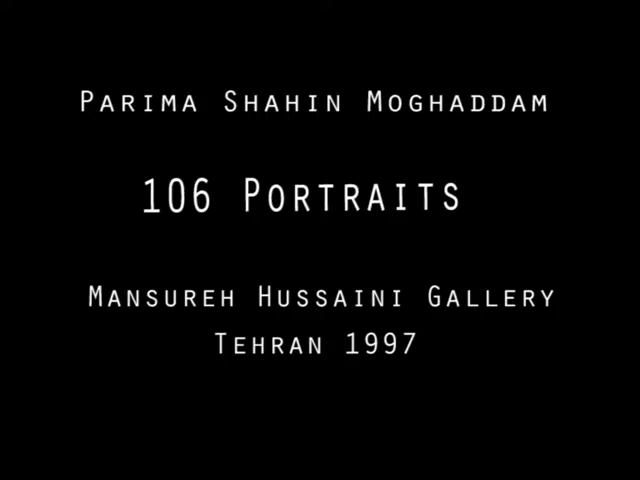 Parima Shahin Moghaddam
106 Portraits
Mansureh Hussaini Gallery
Tehran 1997